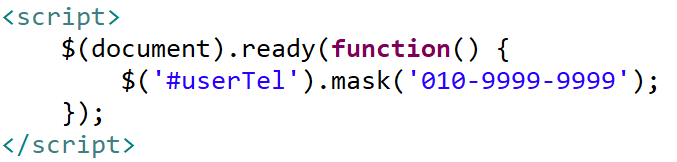 <script>
    $(document).ready(function() {
        $('#userTel').mask('010-9999-9999');
    });
</script>